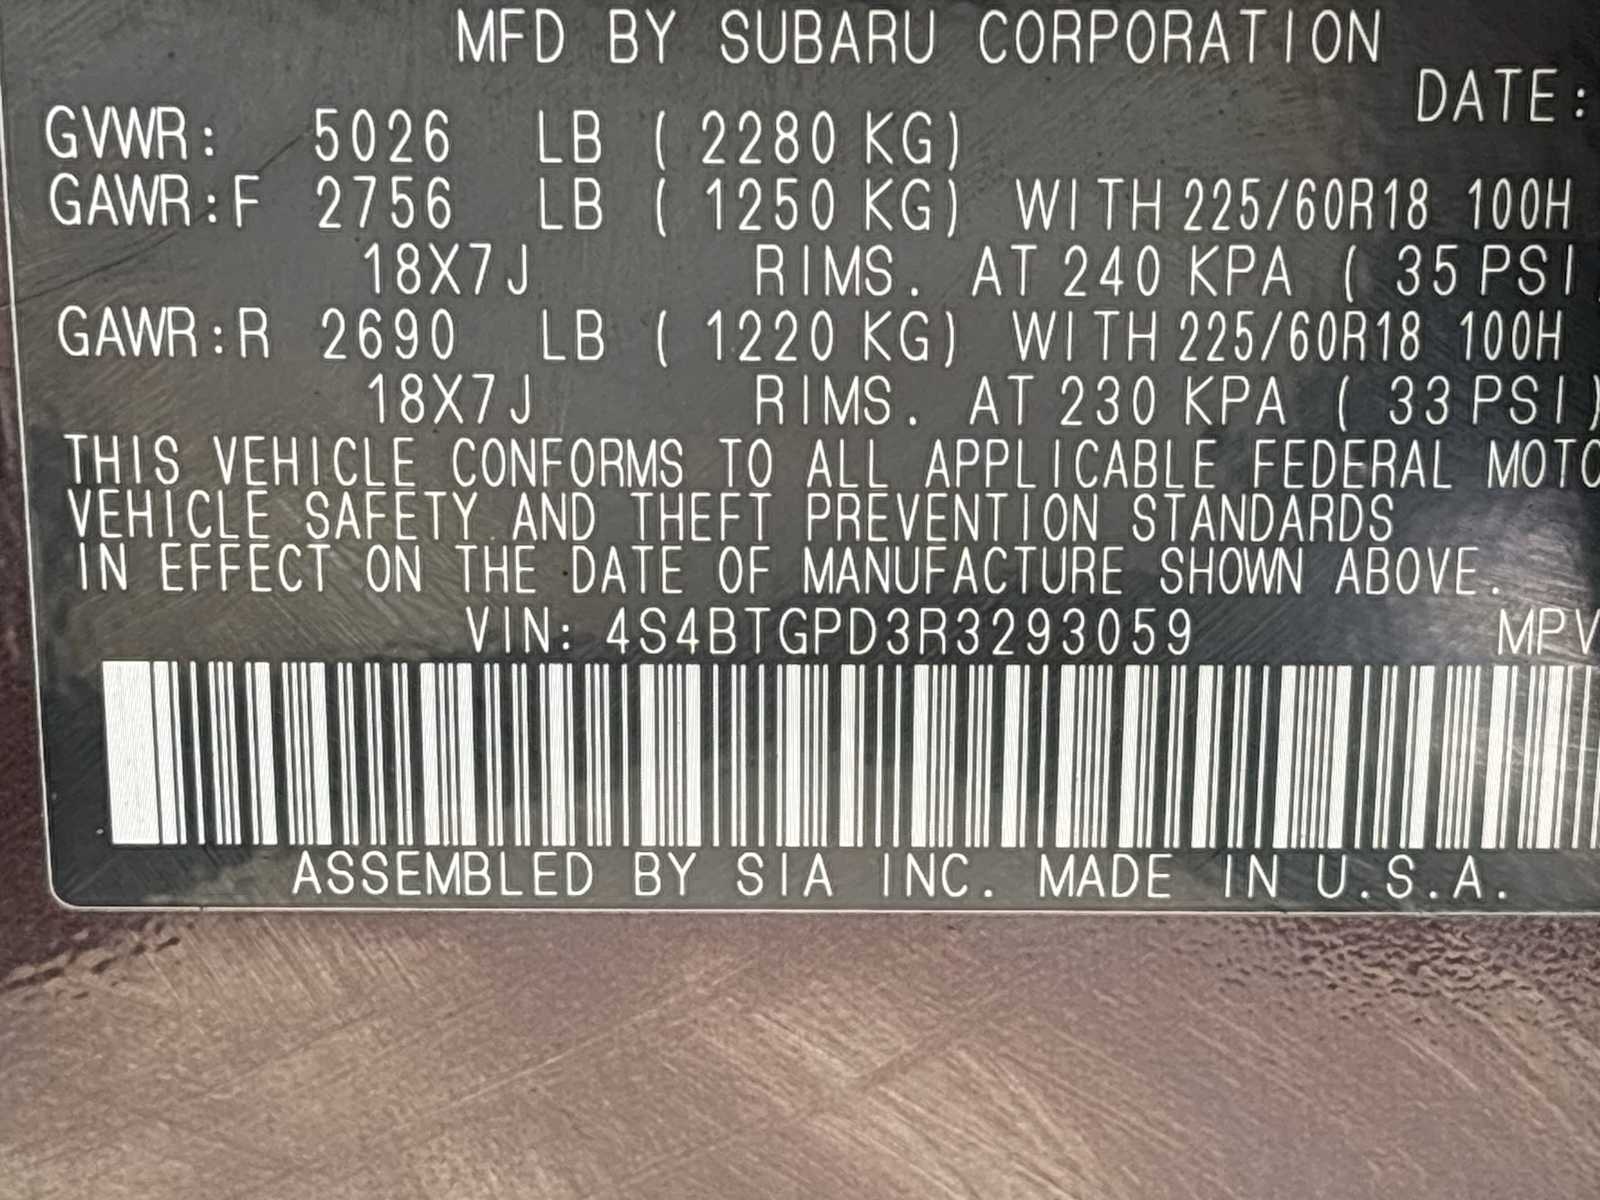 MFD BY SUBARU CORPORATION
DATE:
GVWR: 5026 LB ( 2280 KG)
GAWR:F 2756 LB ( 1250 KG) WITH 225/60R18 100H
18X7J RIMS. AT 240 KPA ( 35 PSI
GAWR:R 2690 LB ( 1220 KG) WITH 225/60R18 100H
18X7J RIMS. AT 230 KPA ( 33 PSI)
THIS VEHICLE CONFORMS TO ALL APPLICABLE FEDERAL MOTO
VEHICLE SAFETY AND THEFT PREVENTION STANDARDS
IN EFFECT ON THE DATE OF MANUFACTURE SHOWN ABOVE.
VIN: 4S4BTGPD3R3293059 MPV
ASSEMBLED BY SIA INC. MADE IN U.S.A.